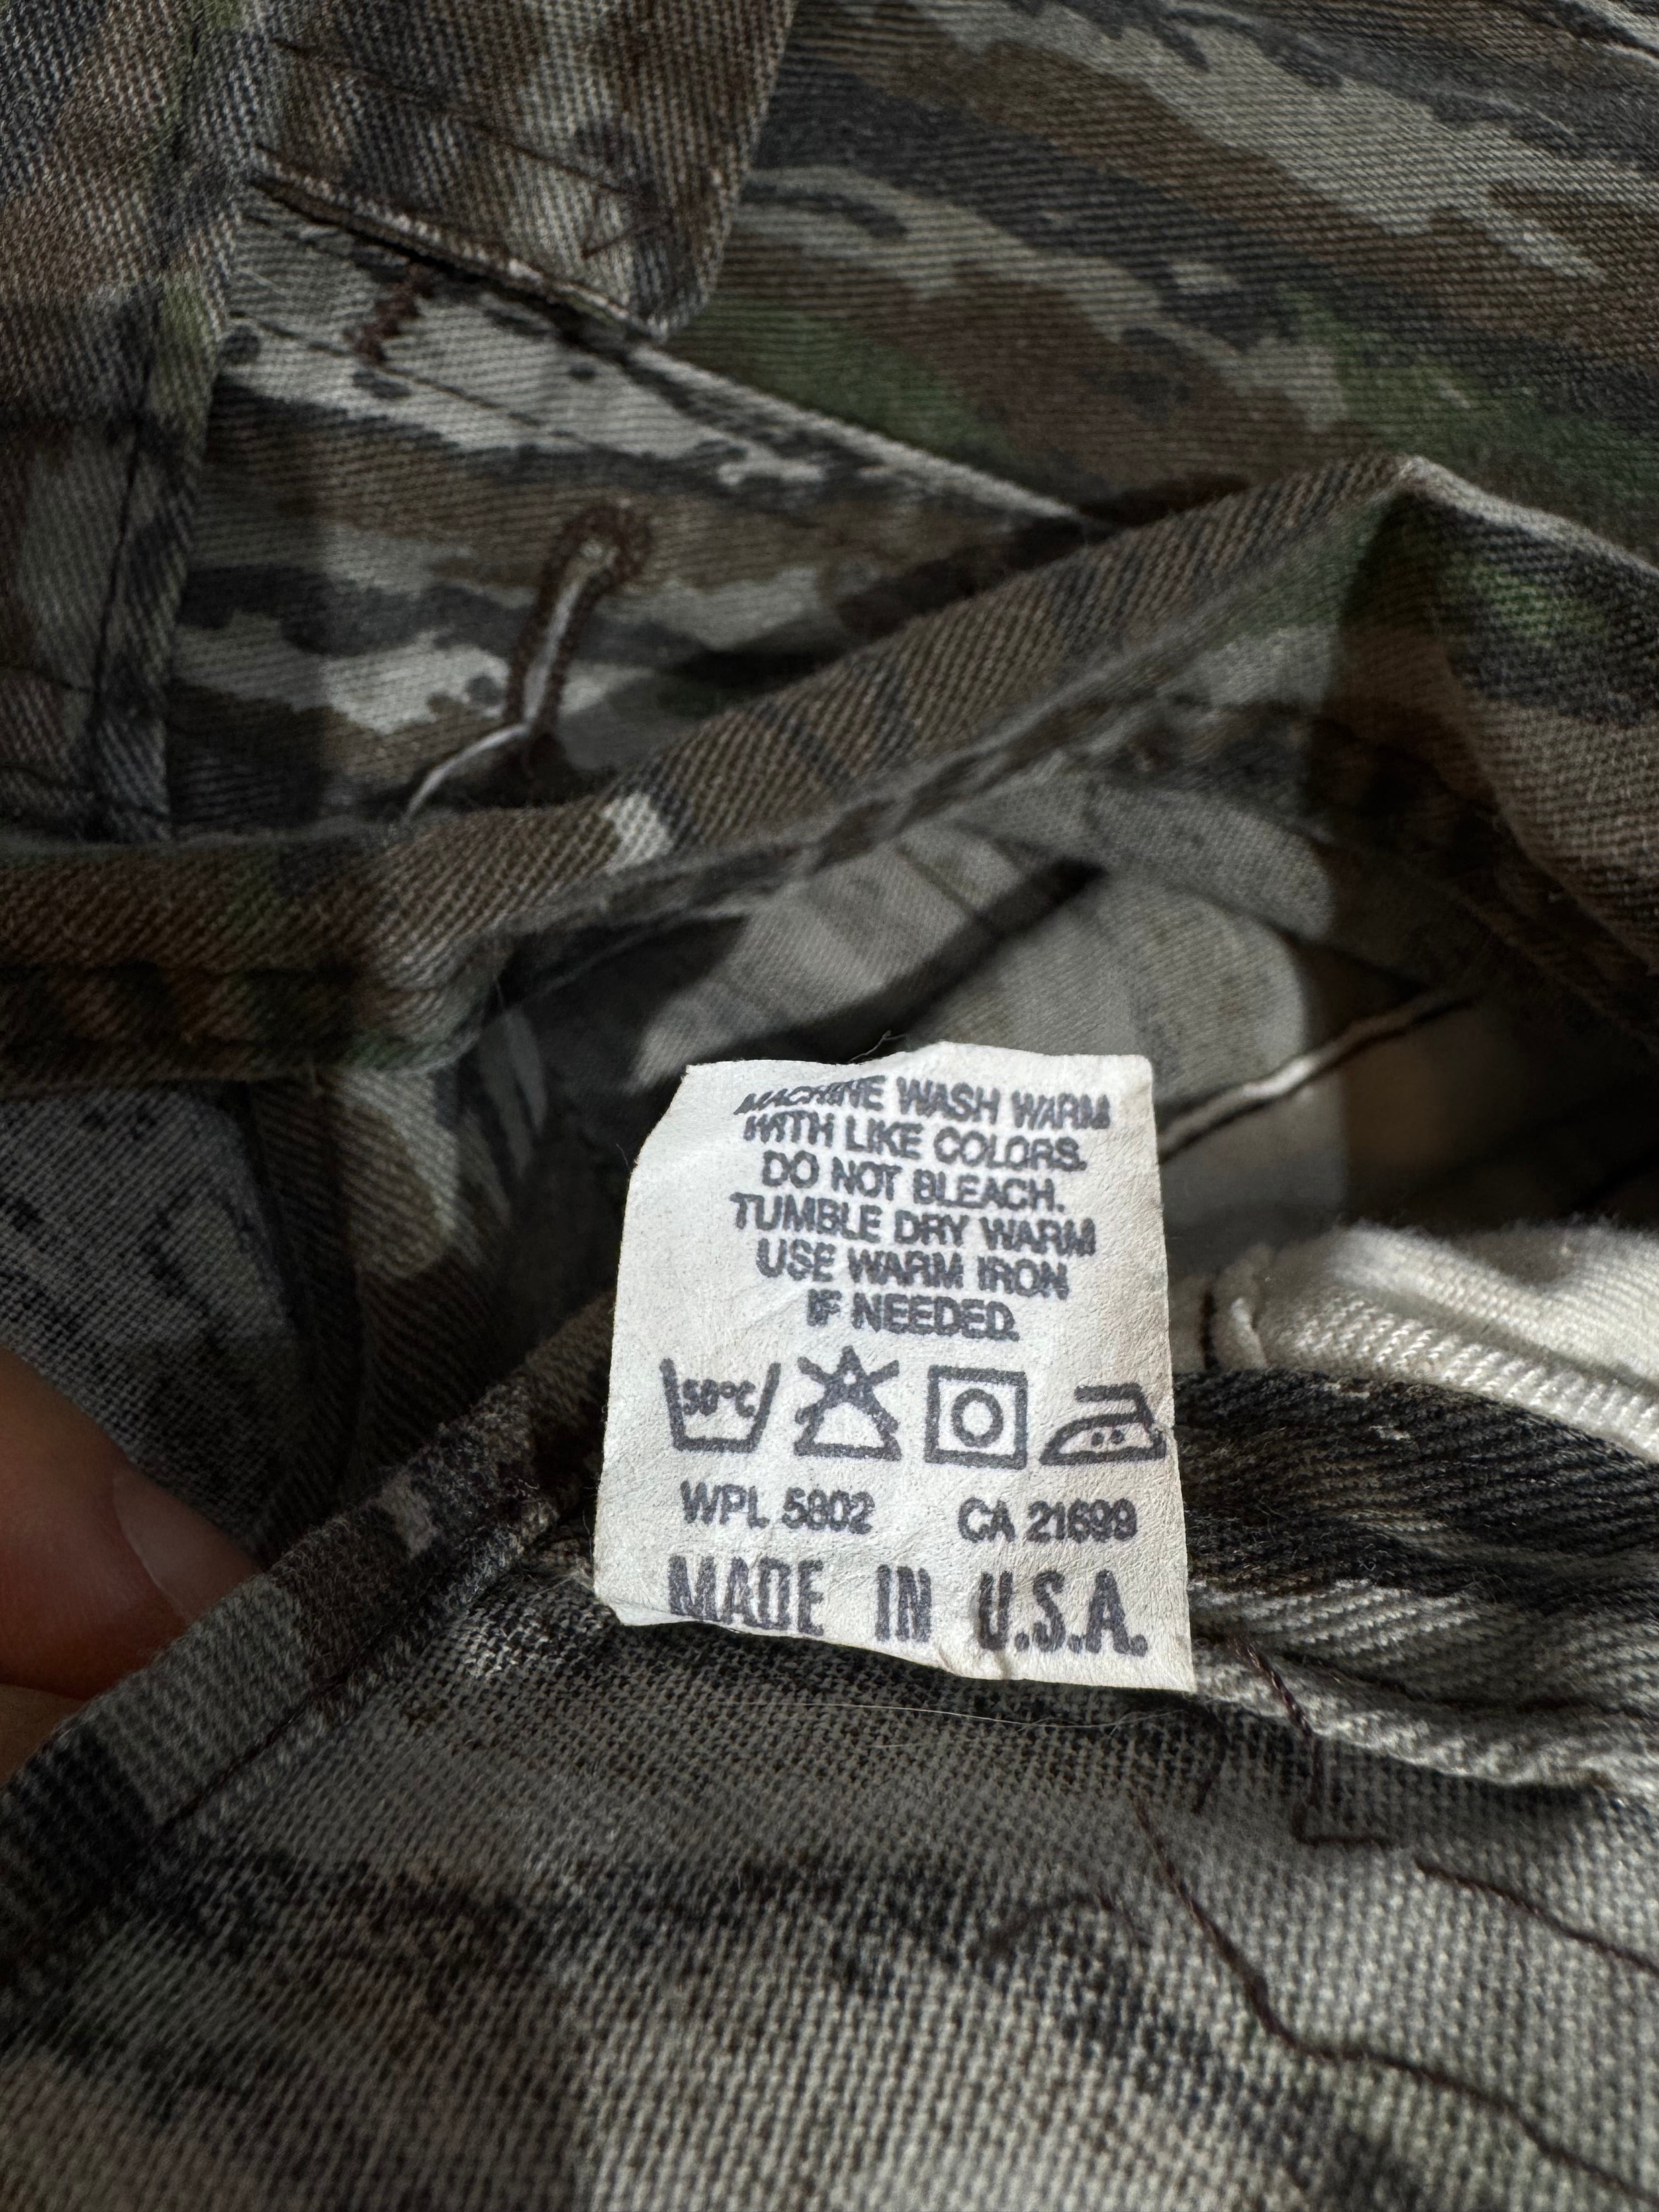 MACHINE WASH WARM
WITH LIKE COLORS.
DO NOT BLEACH.
TUMBLE DRY WARM
USE WARM IRON
IF NEEDED.
50°C
WPL 5802 CA 21699
MADE IN U.S.A.